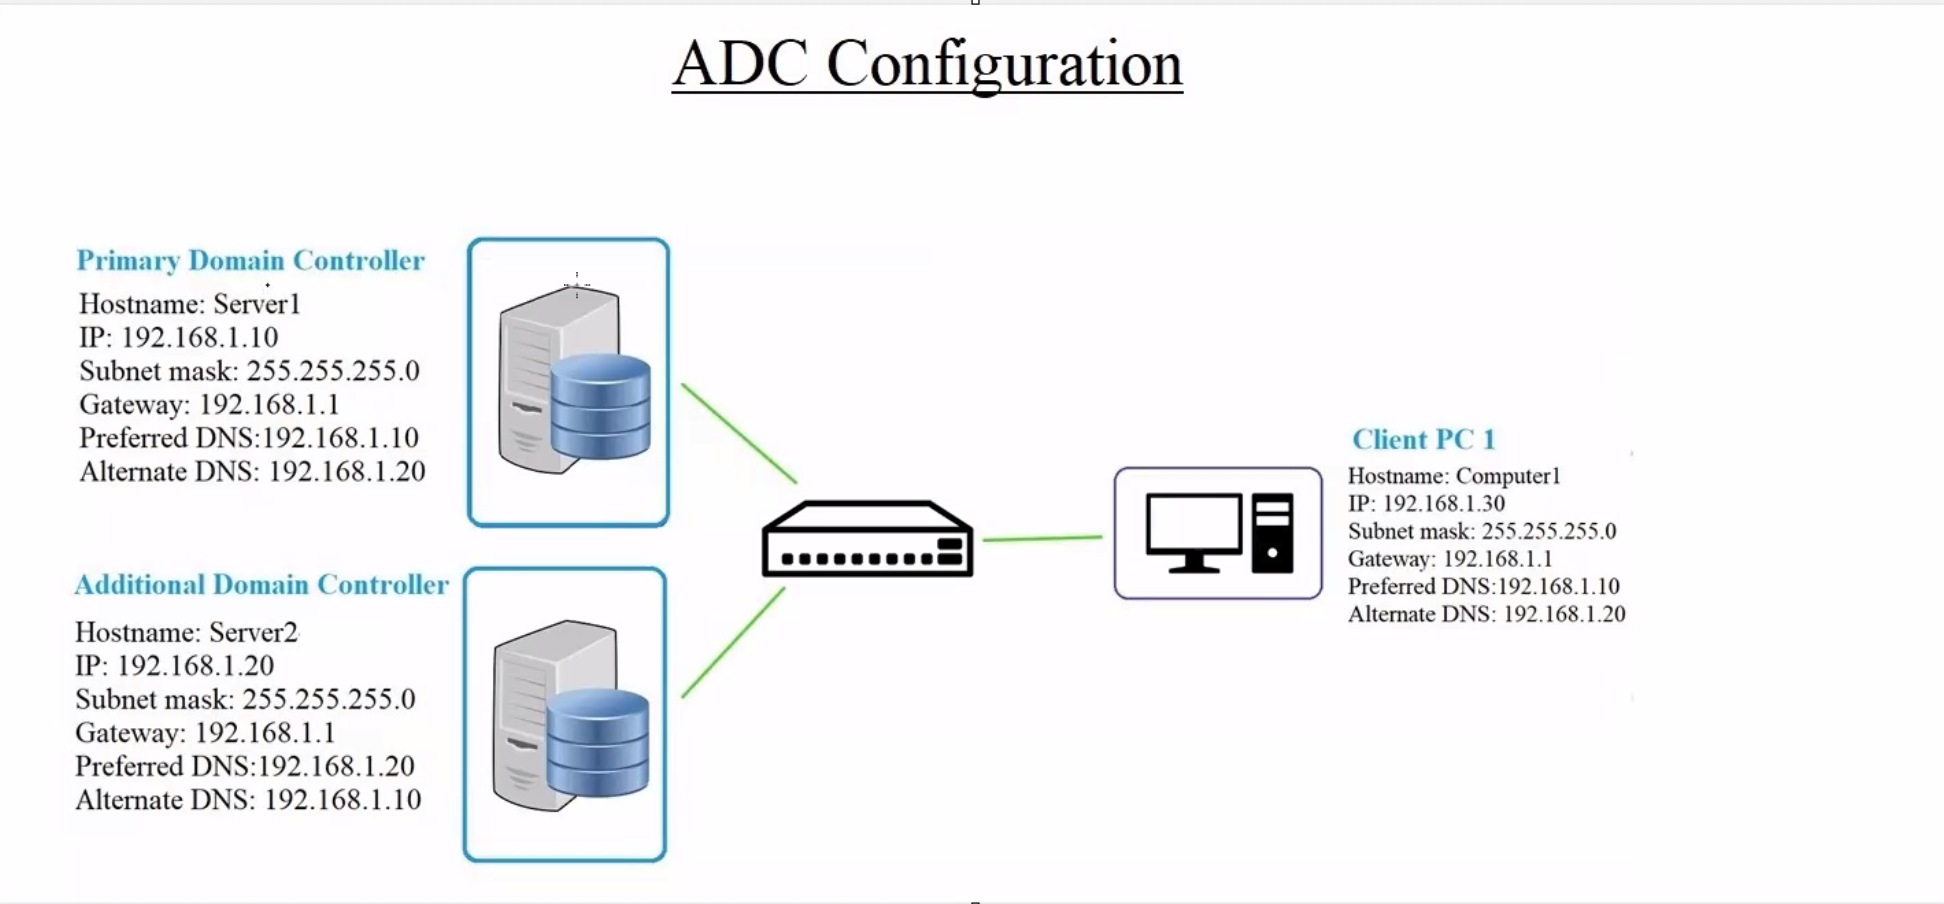 ADC Configuration
Primary Domain Controller
Hostname: Server1
IP: 192.168.1.10
Subnet mask: 255.255.255.0
Gateway: 192.168.1.1
Preferred DNS:192.168.1.10
Alternate DNS: 192.168.1.20
Additional Domain Controller
Hostname: Server2
IP: 192.168.1.20
Subnet mask: 255.255.255.0
Gateway: 192.168.1.1
Preferred DNS:192.168.1.20
Alternate DNS: 192.168.1.10
Client PC 1
Hostname: Computer1
IP: 192.168.1.30
Subnet mask: 255.255.255.0
Gateway: 192.168.1.1
Preferred DNS:192.168.1.10
Alternate DNS: 192.168.1.20